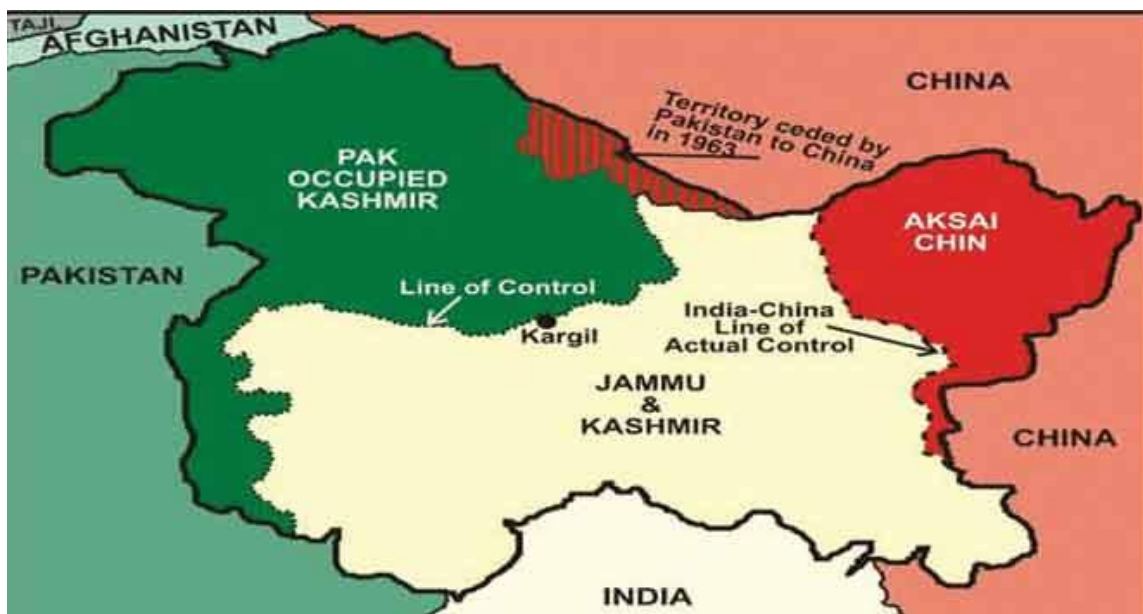 TAJI.
AFGHANISTAN
CHINA
Territory ceded by
Pakistan to China
in 1963
PAK
OCCUPIED
KASHMIR
AKSAI
CHIN
PAKISTAN
Line of Control
Kargil
India-China
Line of
Actual Control
JAMMU
&
KASHMIR
CHINA
INDIA